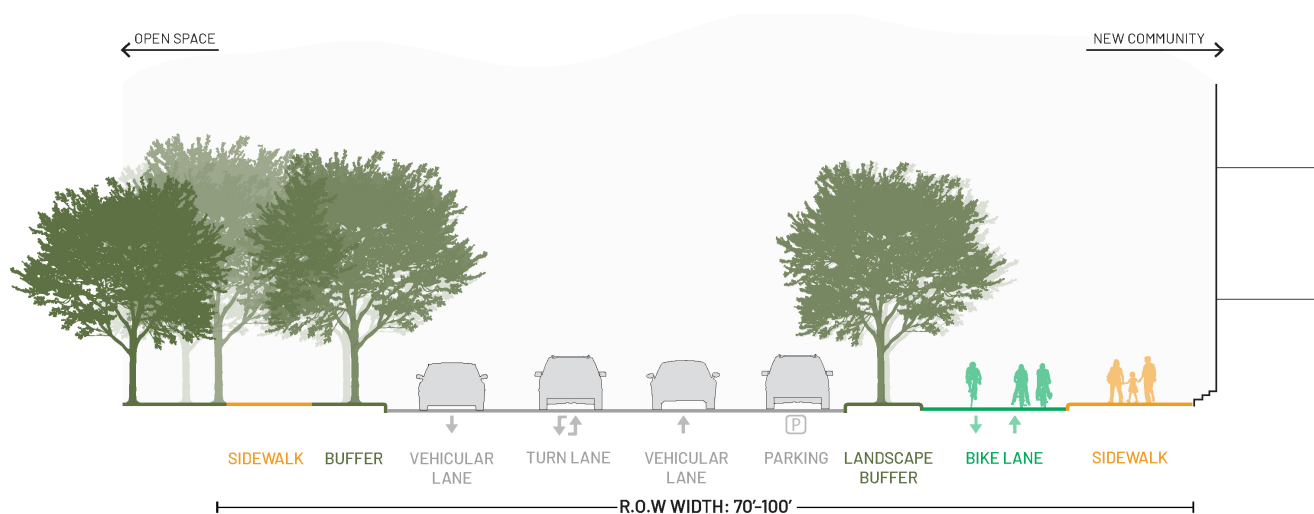 OPEN SPACE
NEW COMMUNITY
P
SIDEWALK
BUFFER
VEHICULAR
LANE
TURN LANE
VEHICULAR
LANE
PARKING
LANDSCAPE
BUFFER
BIKE LANE
SIDEWALK
R.O.W WIDTH: 70'-100'